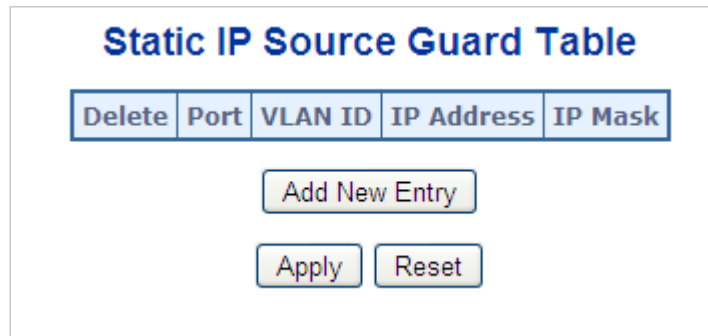 Static IP Source Guard Table
Delete Port VLAN ID IP Address IP Mask
Add New Entry
Apply Reset